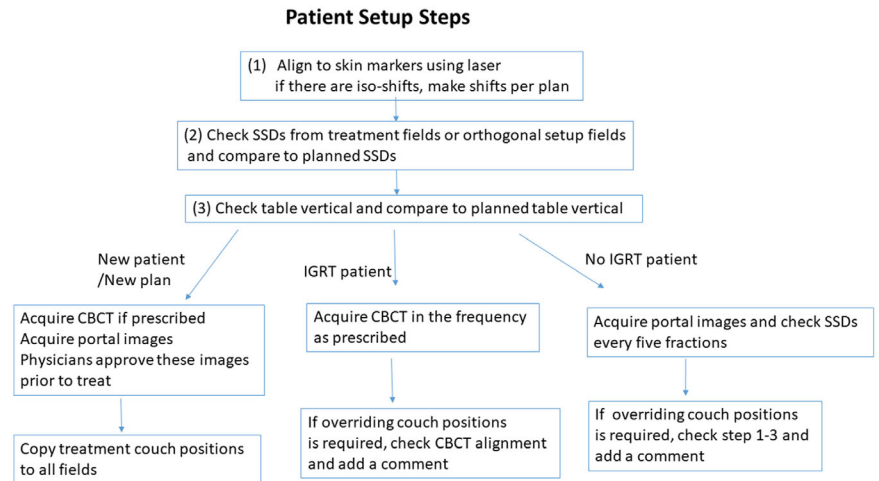 Patient Setup Steps
(1) Align to skin markers using laser
if there are iso-shifts, make shifts per plan
(2) Check SSDs from treatment fields or orthogonal setup fields
and compare to planned SSDs
(3) Check table vertical and compare to planned table vertical
New patient
/New plan
IGRT patient
No IGRT patient
Acquire CBCT if prescribed
Acquire portal images
Physicians approve these images
prior to treat
Acquire CBCT in the frequency
as prescribed
Acquire portal images and check SSDs
every five fractions
Copy treatment couch positions
to all fields
If overriding couch positions
is required, check CBCT alignment
and add a comment
If overriding couch positions
is required, check step 1-3 and
add a comment